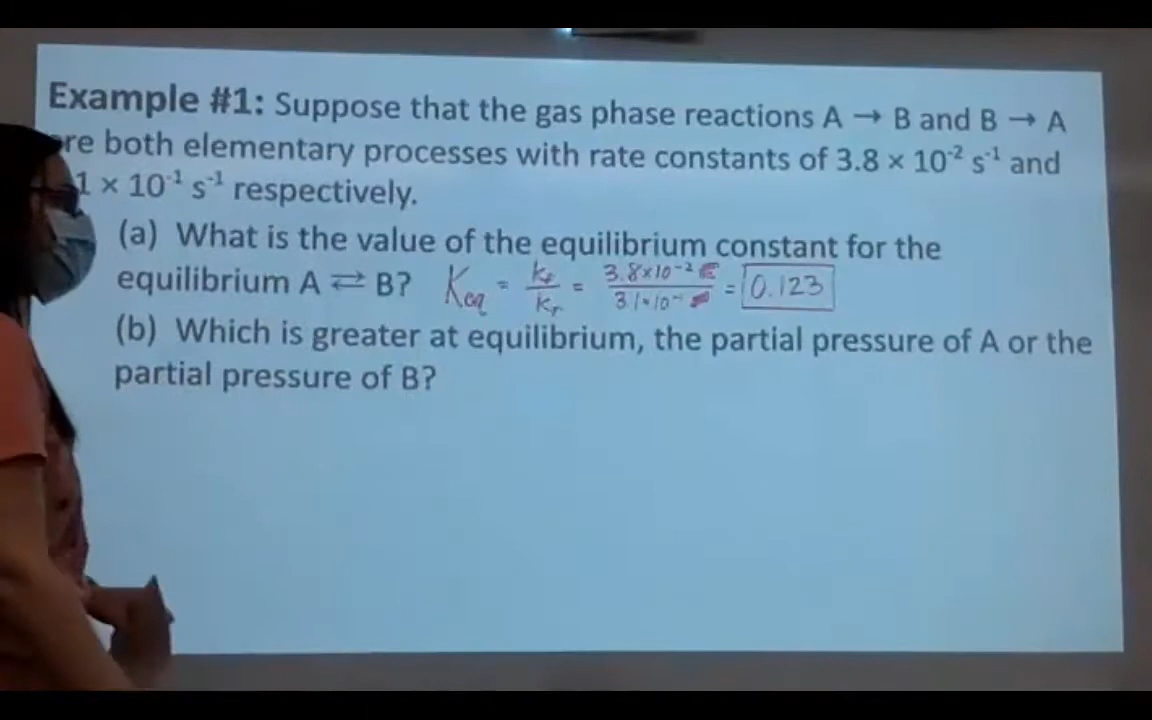 Example #1: Suppose that the gas phase reactions A → B and B → A
re both elementary processes with rate constants of 3.8 × 10⁻² s⁻¹ and
1 × 10⁻¹ s⁻¹ respectively.
(a) What is the value of the equilibrium constant for the
equilibrium A ⇄ B? Keq = kf/kr = 3.8×10⁻²/3.1×10⁻¹ = 0.123
(b) Which is greater at equilibrium, the partial pressure of A or the
partial pressure of B?